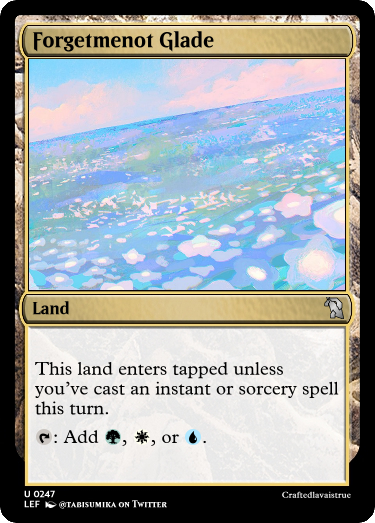 Forgetmenot Glade
Land
This land enters tapped unless
you've cast an instant or sorcery spell
this turn.
: Add , , or .
U 0247
LEF @TABISUMIKA ON TWITTER
Craftedlavaistrue